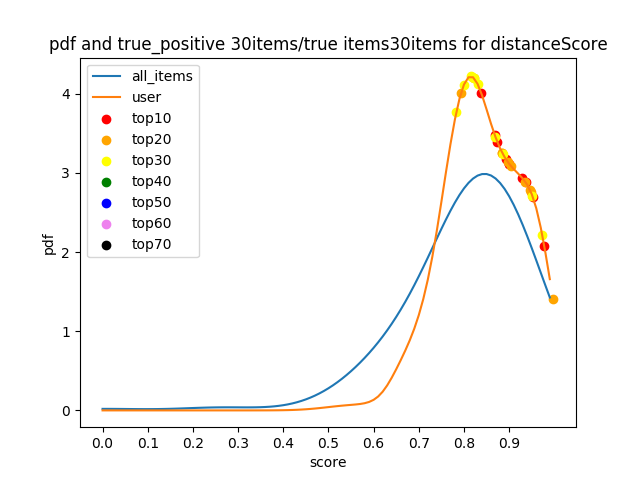 pdf and true_positive 30items/true items30items for distanceScore
all_items
user
top10
top20
top30
top40
top50
top60
top70
pdf
4
3
2
1
0
0.0 0.1 0.2 0.3 0.4 0.5 0.6 0.7 0.8 0.9
score